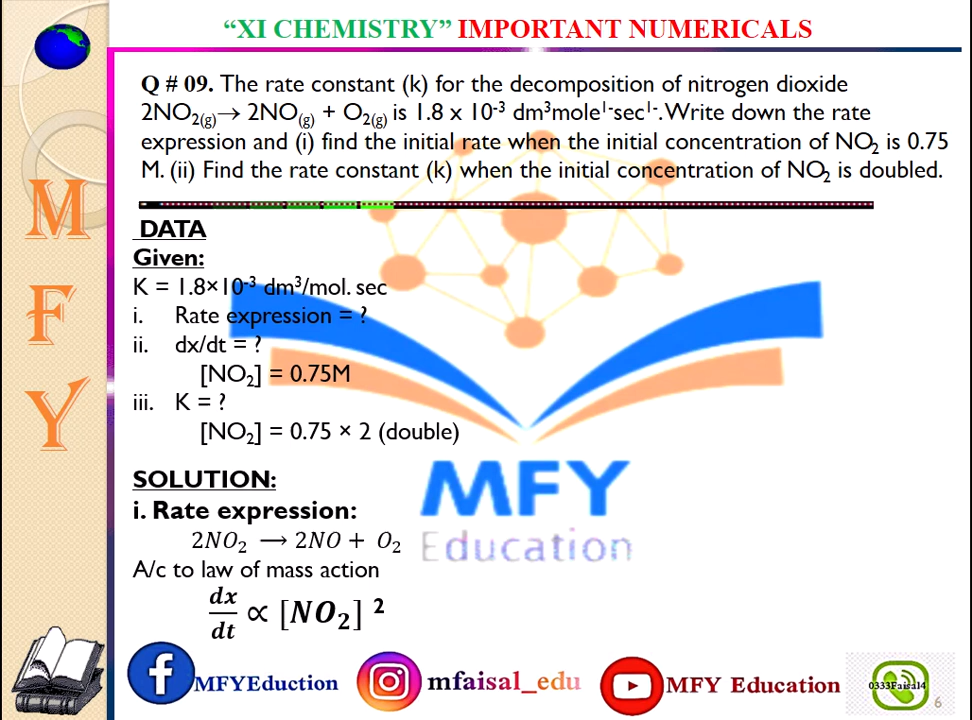 “XI CHEMISTRY” IMPORTANT NUMERICALS
Q # 09. The rate constant (k) for the decomposition of nitrogen dioxide
2NO₂₍g₎→ 2NO₍g₎ + O₂₍g₎ is 1.8 x 10⁻³ dm³mole¹⁻sec¹⁻. Write down the rate
expression and (i) find the initial rate when the initial concentration of NO₂ is 0.75
M. (ii) Find the rate constant (k) when the initial concentration of NO₂ is doubled.
M
F
Y
DATA
Given:
K = 1.8×10⁻³ dm³/mol. sec
i. Rate expression = ?
ii. dx/dt = ?
[NO₂] = 0.75M
iii. K = ?
[NO₂] = 0.75 × 2 (double)
SOLUTION:
i. Rate expression:
2NO₂ ⟶ 2NO + O₂
A/c to law of mass action
dx/dt ∝ [NO₂] ²
MFY
Education
MFYEduction
mfaisal_edu
MFY Education
0333Faisal4
6